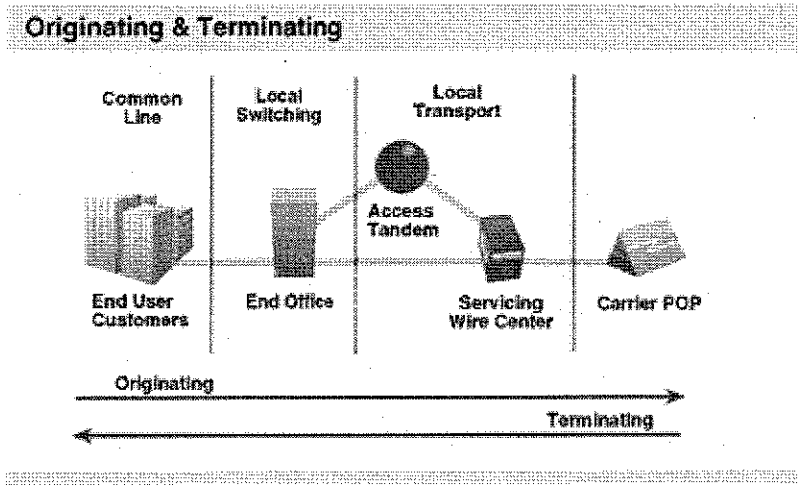 Originating & Terminating
Common
Line
Local
Switching
Local
Transport
Access
Tandem
End User
Customers
End Office
Servicing
Wire Center
Carrier POP
Originating
Terminating